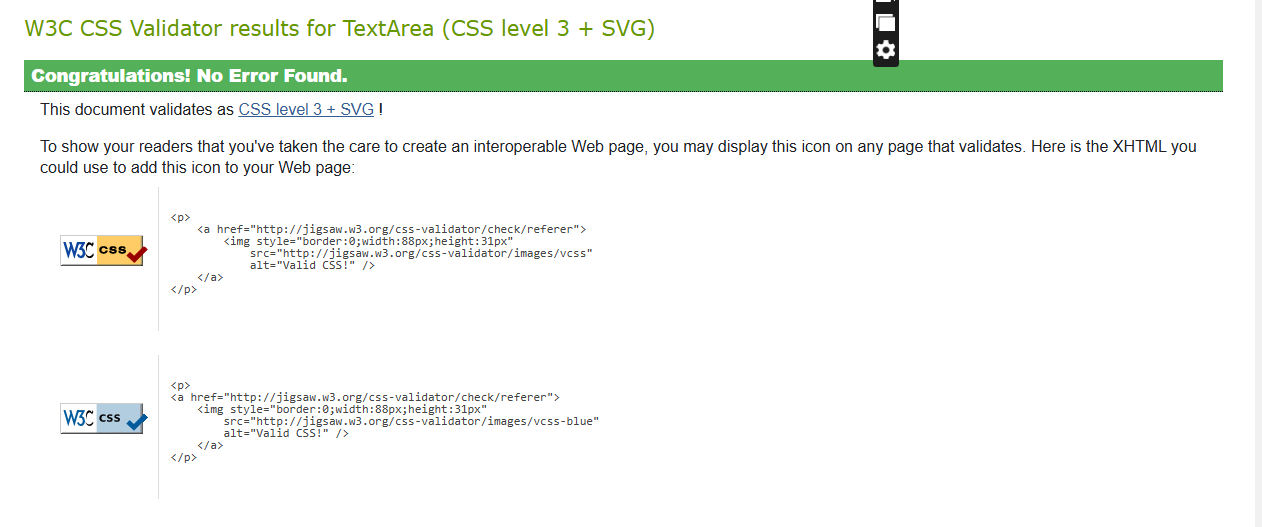 W3C CSS Validator results for TextArea (CSS level 3 + SVG)
Congratulations! No Error Found.
This document validates as CSS level 3 + SVG !
To show your readers that you've taken the care to create an interoperable Web page, you may display this icon on any page that validates. Here is the XHTML you
could use to add this icon to your Web page:
W3C css
<p>
    <a href="http://jigsaw.w3.org/css-validator/check/referer">
        <img style="border:0;width:88px;height:31px"
            src="http://jigsaw.w3.org/css-validator/images/vcss"
            alt="Valid CSS!" />
    </a>
</p>
W3C css
<p>
<a href="http://jigsaw.w3.org/css-validator/check/referer">
    <img style="border:0;width:88px;height:31px"
        src="http://jigsaw.w3.org/css-validator/images/vcss-blue"
        alt="Valid CSS!" />
    </a>
</p>